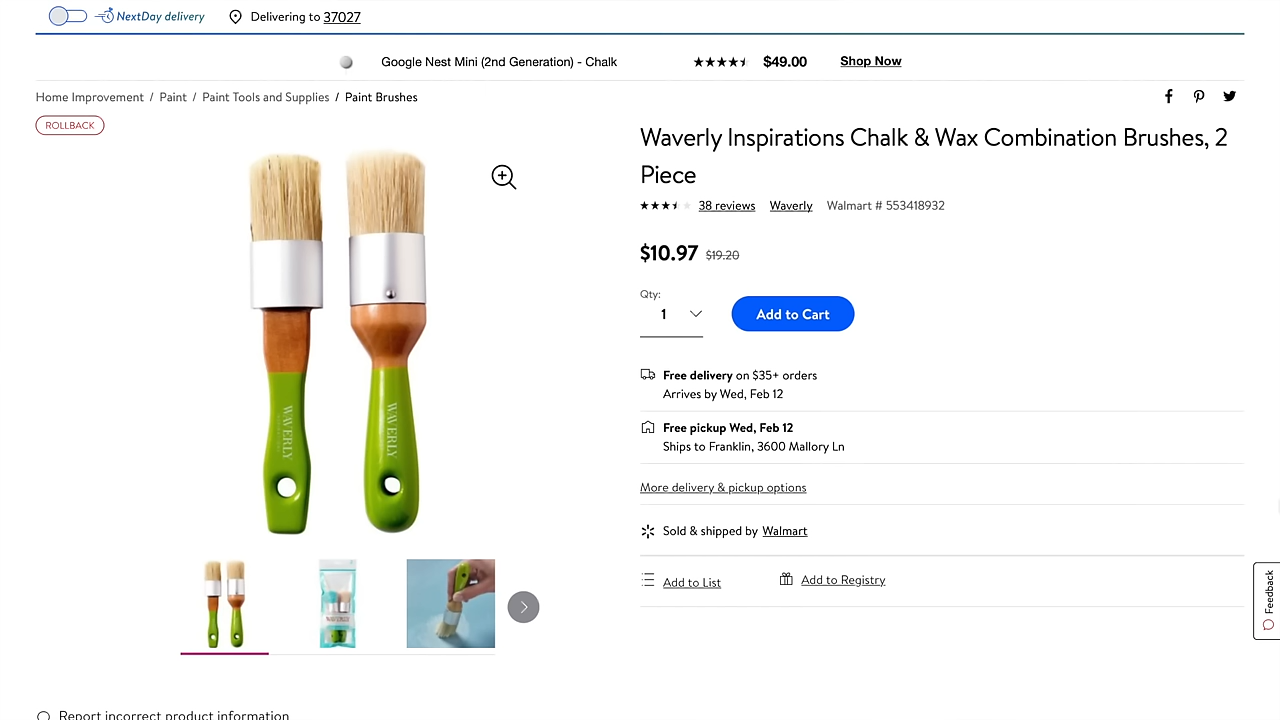 NextDay delivery
Delivering to 37027
Google Nest Mini (2nd Generation) - Chalk
$49.00
Shop Now
Home Improvement / Paint / Paint Tools and Supplies / Paint Brushes
ROLLBACK
Waverly Inspirations Chalk & Wax Combination Brushes, 2
Piece
38 reviews
Waverly
Walmart # 553418932
$10.97 $19.20
Qty:
1
Add to Cart
Free delivery on $35+ orders
Arrives by Wed, Feb 12
Free pickup Wed, Feb 12
Ships to Franklin, 3600 Mallory Ln
More delivery & pickup options
Sold & shipped by Walmart
Add to List
Add to Registry
WAVERLY
WAVERLY
Feedback
Report incorrect product information